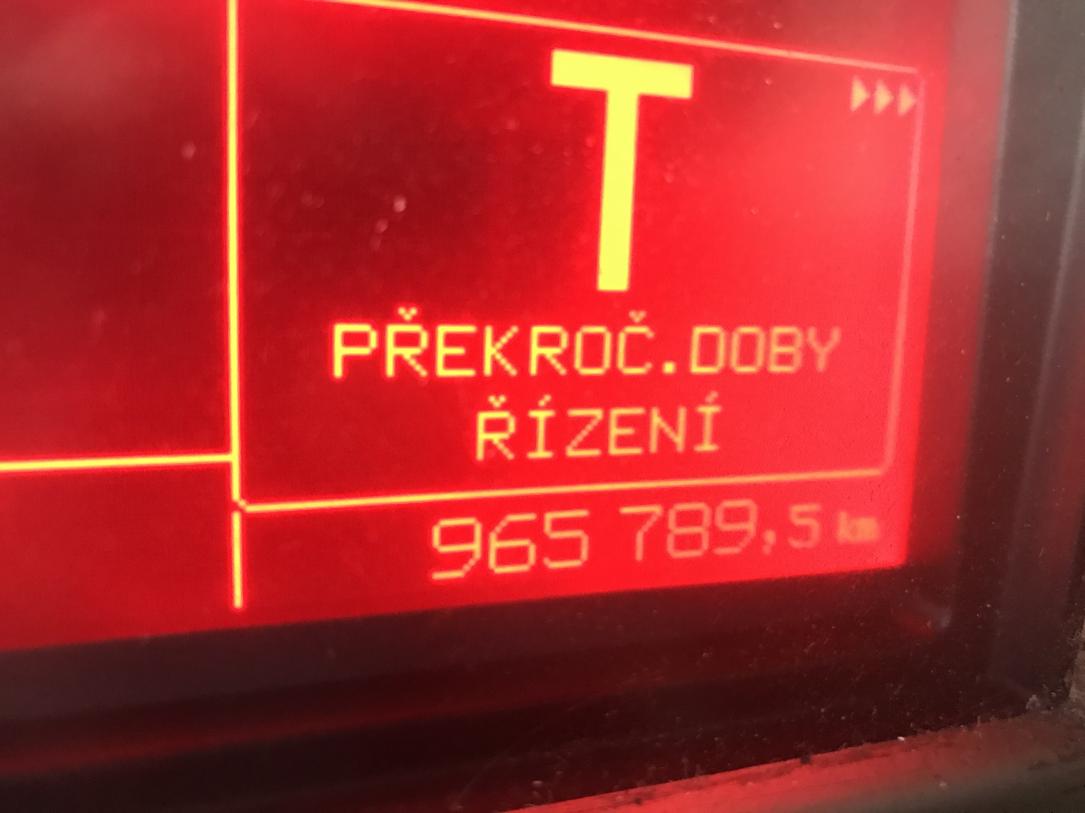 T
PŘEKROČ.DOBY
ŘÍZENÍ
965 789,5 km